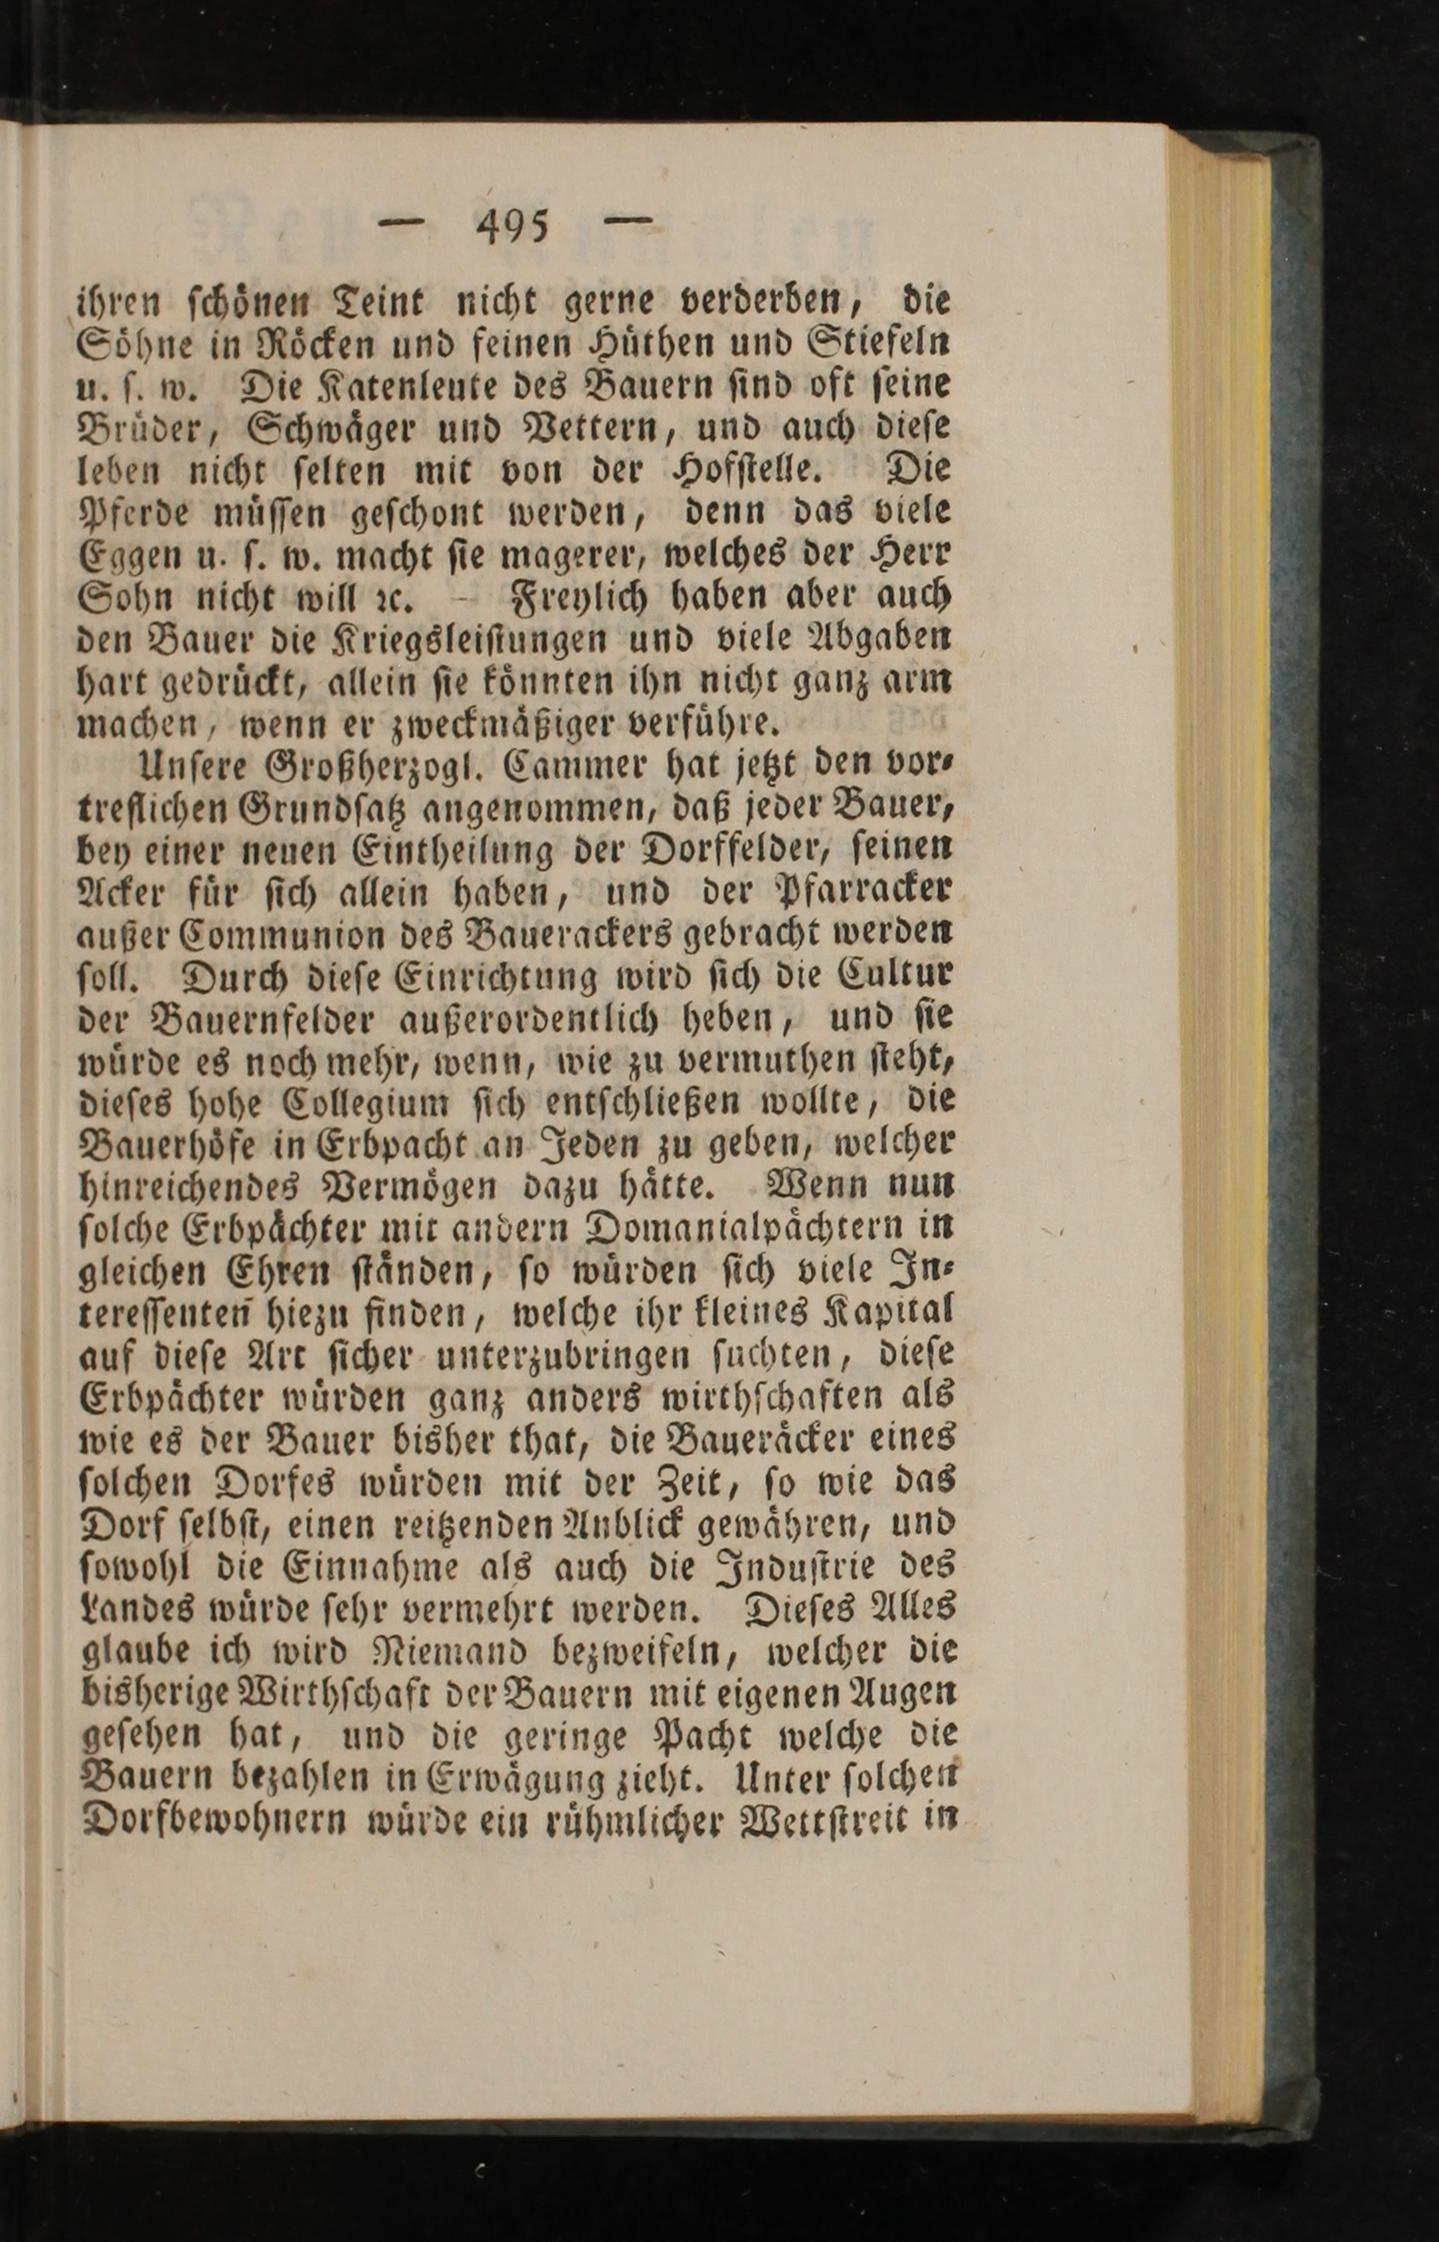 — 495 —
ihren ſchönen Teint nicht gerne verderben, die
Söhne in Röcken und feinen Hüthen und Stiefeln
u. ſ. w. Die Katenleute des Bauern ſind oft ſeine
Brüder, Schwäger und Vettern, und auch dieſe
leben nicht ſelten mit von der Hofſtelle. Die
Pferde müſſen geſchont werden, denn das viele
Eggen u. ſ. w. macht ſie magerer, welches der Herr
Sohn nicht will ꝛc. – Freylich haben aber auch
den Bauer die Kriegsleiſtungen und viele Abgaben
hart gedrückt, allein ſie könnten ihn nicht ganz arm
machen, wenn er zweckmäßiger verführe.
Unſere Großherzogl. Cammer hat jetzt den vor⸗
treflichen Grundſatz angenommen, daß jeder Bauer,
bey einer neuen Eintheilung der Dorffelder, ſeinen
Acker für ſich allein haben, und der Pfarracker
außer Communion des Bauerackers gebracht werden
ſoll. Durch dieſe Einrichtung wird ſich die Cultur
der Bauernfelder außerordentlich heben, und ſie
würde es noch mehr, wenn, wie zu vermuthen ſteht,
dieſes hohe Collegium ſich entſchließen wollte, die
Bauerhöfe in Erbpacht an Jeden zu geben, welcher
hinreichendes Vermögen dazu hätte. Wenn nun
ſolche Erbpächter mit andern Domanialpächtern in
gleichen Ehren ſtänden, ſo würden ſich viele In⸗
tereſſenten hiezu finden, welche ihr kleines Kapital
auf dieſe Art ſicher unterzubringen ſuchten, dieſe
Erbpächter würden ganz anders wirthſchaften als
wie es der Bauer bisher that, die Baueräcker eines
ſolchen Dorfes würden mit der Zeit, ſo wie das
Dorf ſelbſt, einen reitzenden Anblick gewähren, und
ſowohl die Einnahme als auch die Induſtrie des
Landes würde ſehr vermehrt werden. Dieſes Alles
glaube ich wird Niemand bezweifeln, welcher die
bisherige Wirthſchaft der Bauern mit eigenen Augen
geſehen hat, und die geringe Pacht welche die
Bauern bezahlen in Erwägung zieht. Unter ſolchen
Dorfbewohnern würde ein rühmlicher Wettſtreit in